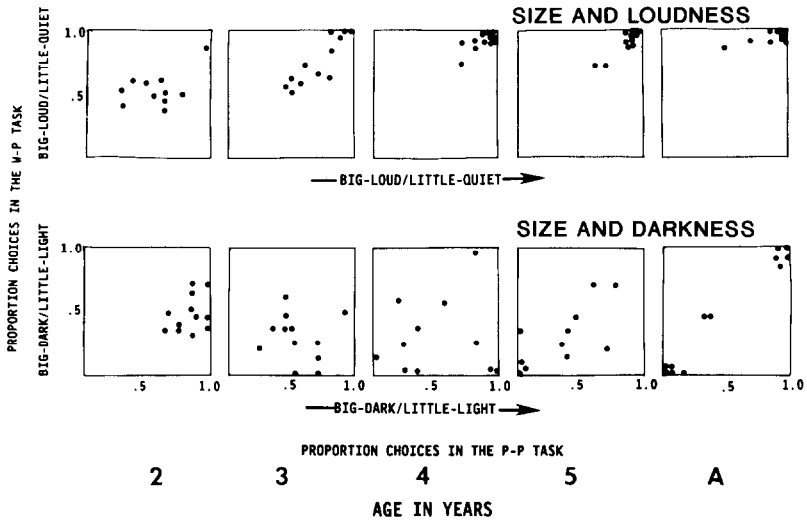 SIZE AND LOUDNESS
PROPORTION CHOICES IN THE W-P TASK
BIG-LOUD/LITTLE-QUIET
1.0
.5
BIG-LOUD/LITTLE-QUIET
SIZE AND DARKNESS
BIG-DARK/LITTLE-LIGHT
1.0
.5
.5 1.0 .5 1.0 .5 1.0 .5 1.0 .5 1.0
BIG-DARK/LITTLE-LIGHT
PROPORTION CHOICES IN THE P-P TASK
2 3 4 5 A
AGE IN YEARS